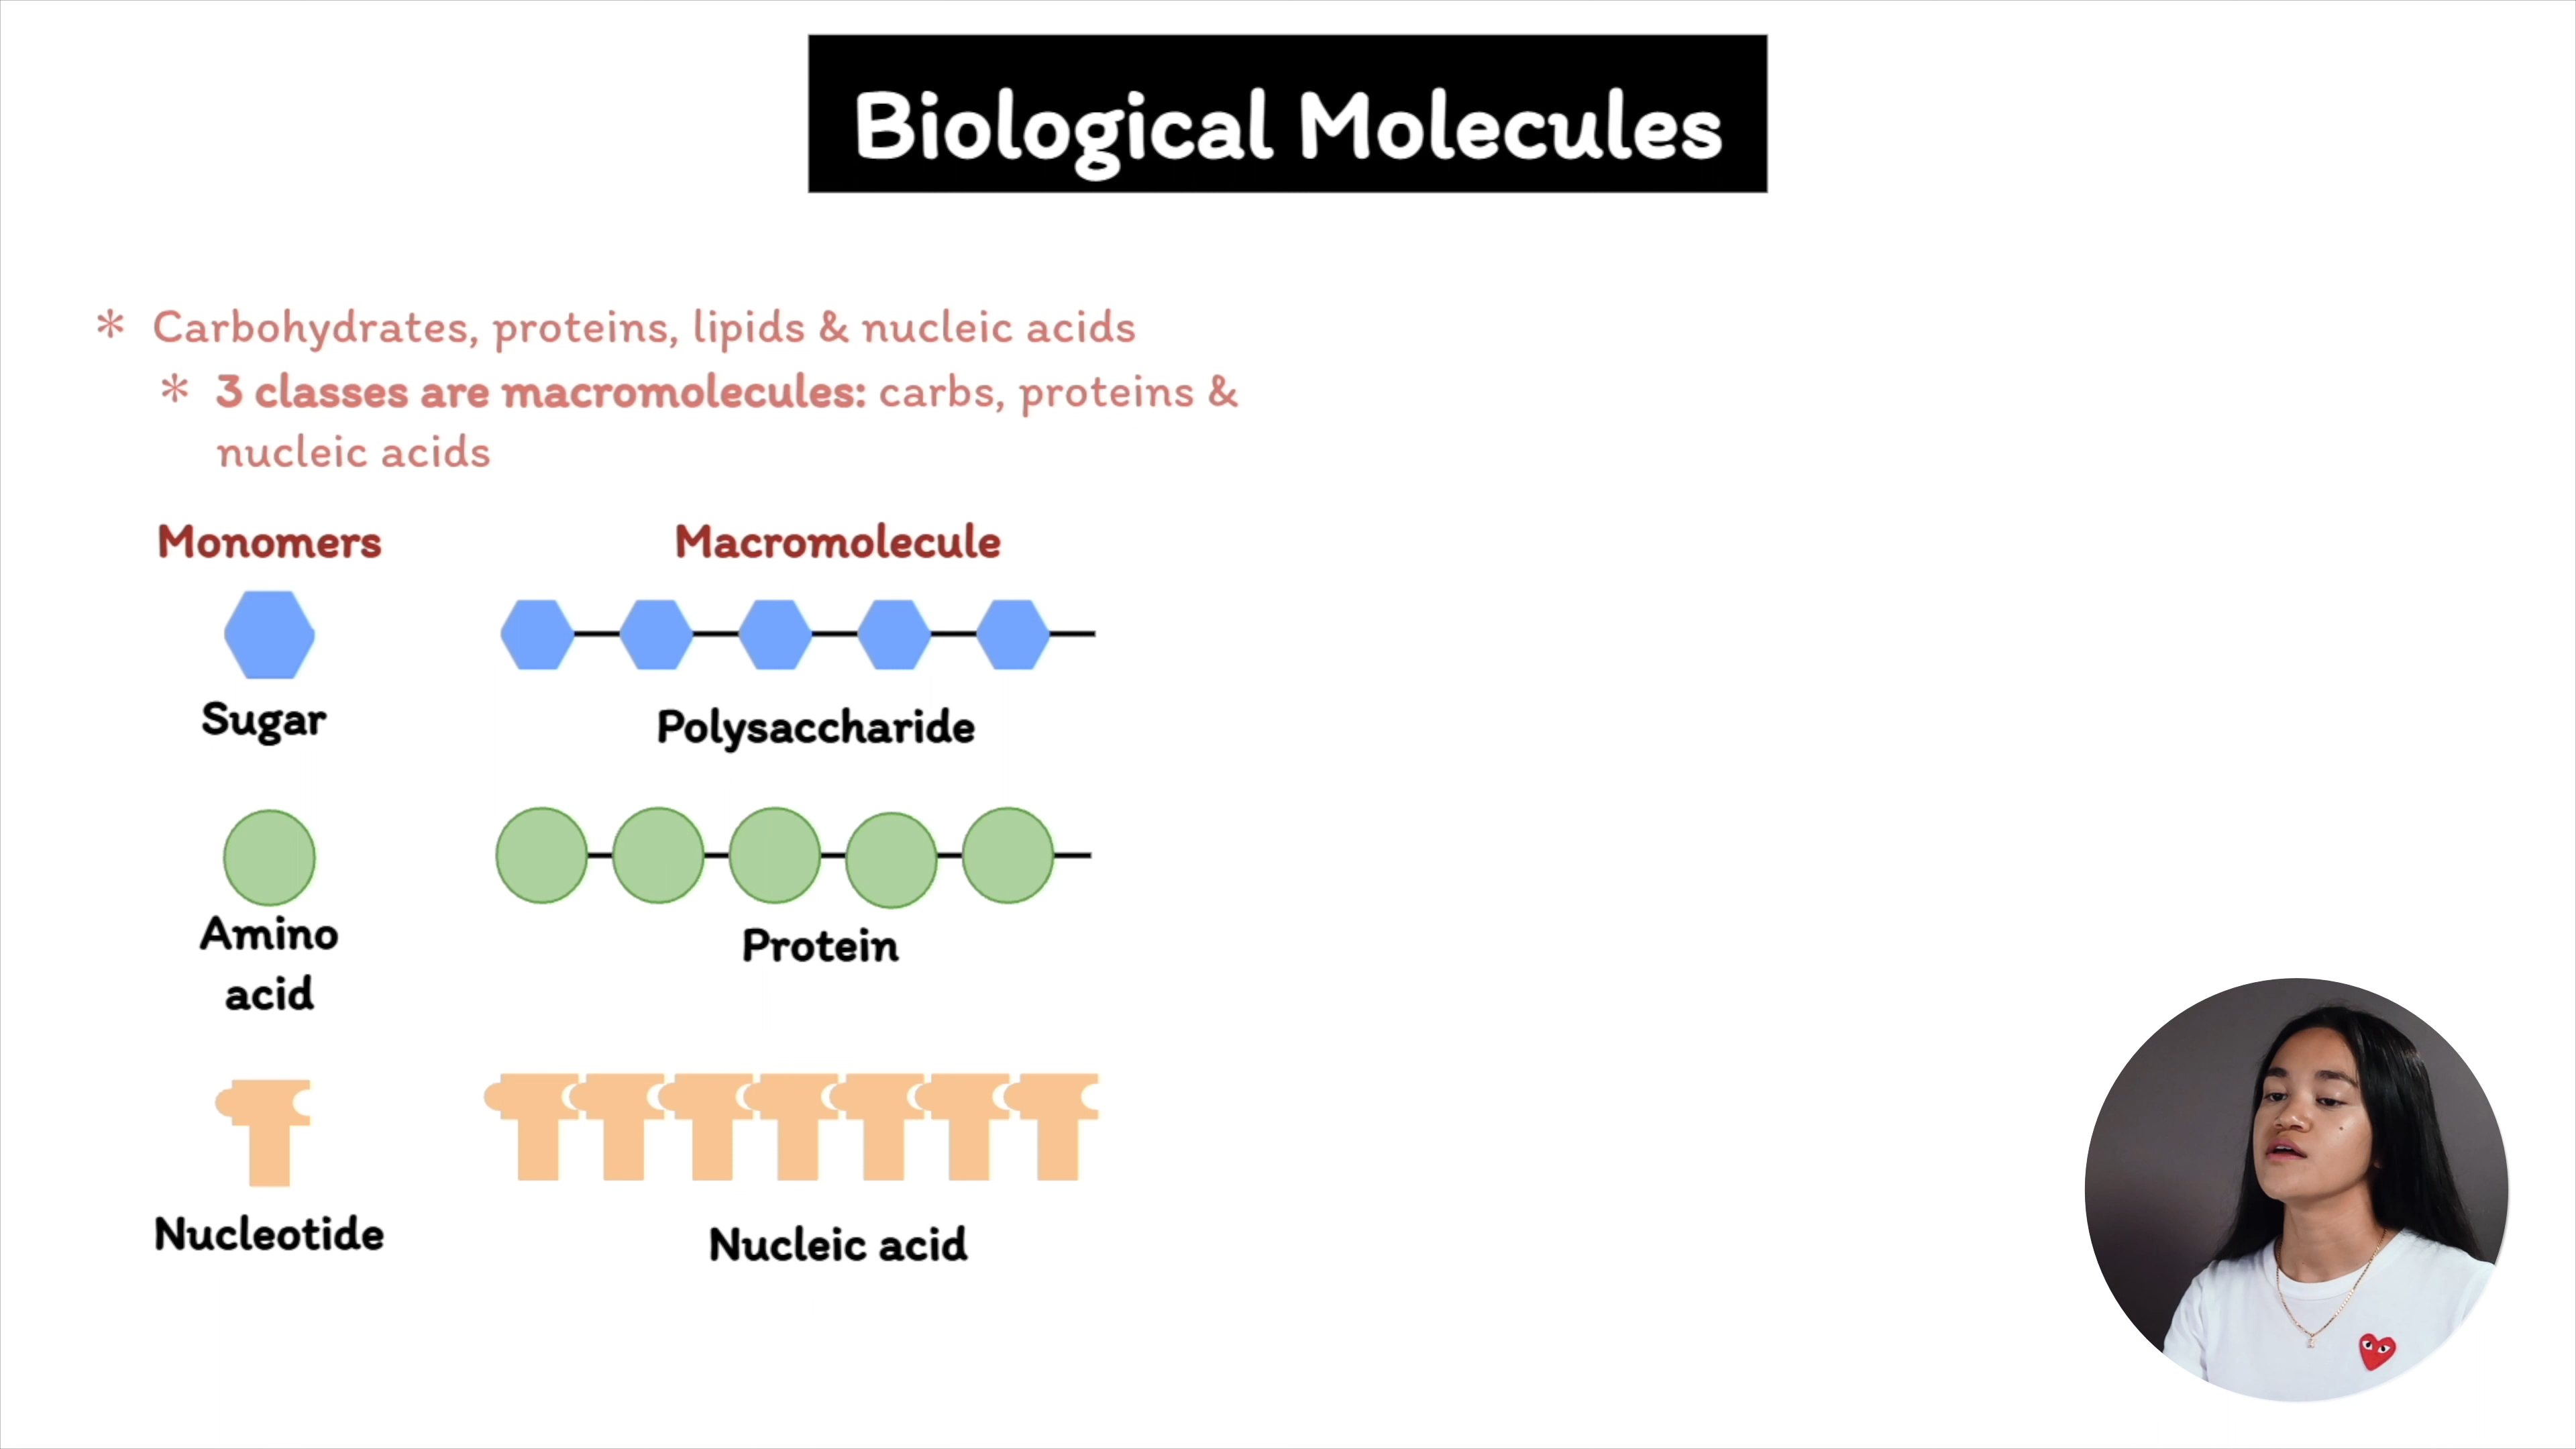 Biological Molecules
* Carbohydrates, proteins, lipids & nucleic acids
* 3 classes are macromolecules: carbs, proteins &
nucleic acids
Monomers
Macromolecule
Sugar
Polysaccharide
Amino
acid
Protein
Nucleotide
Nucleic acid